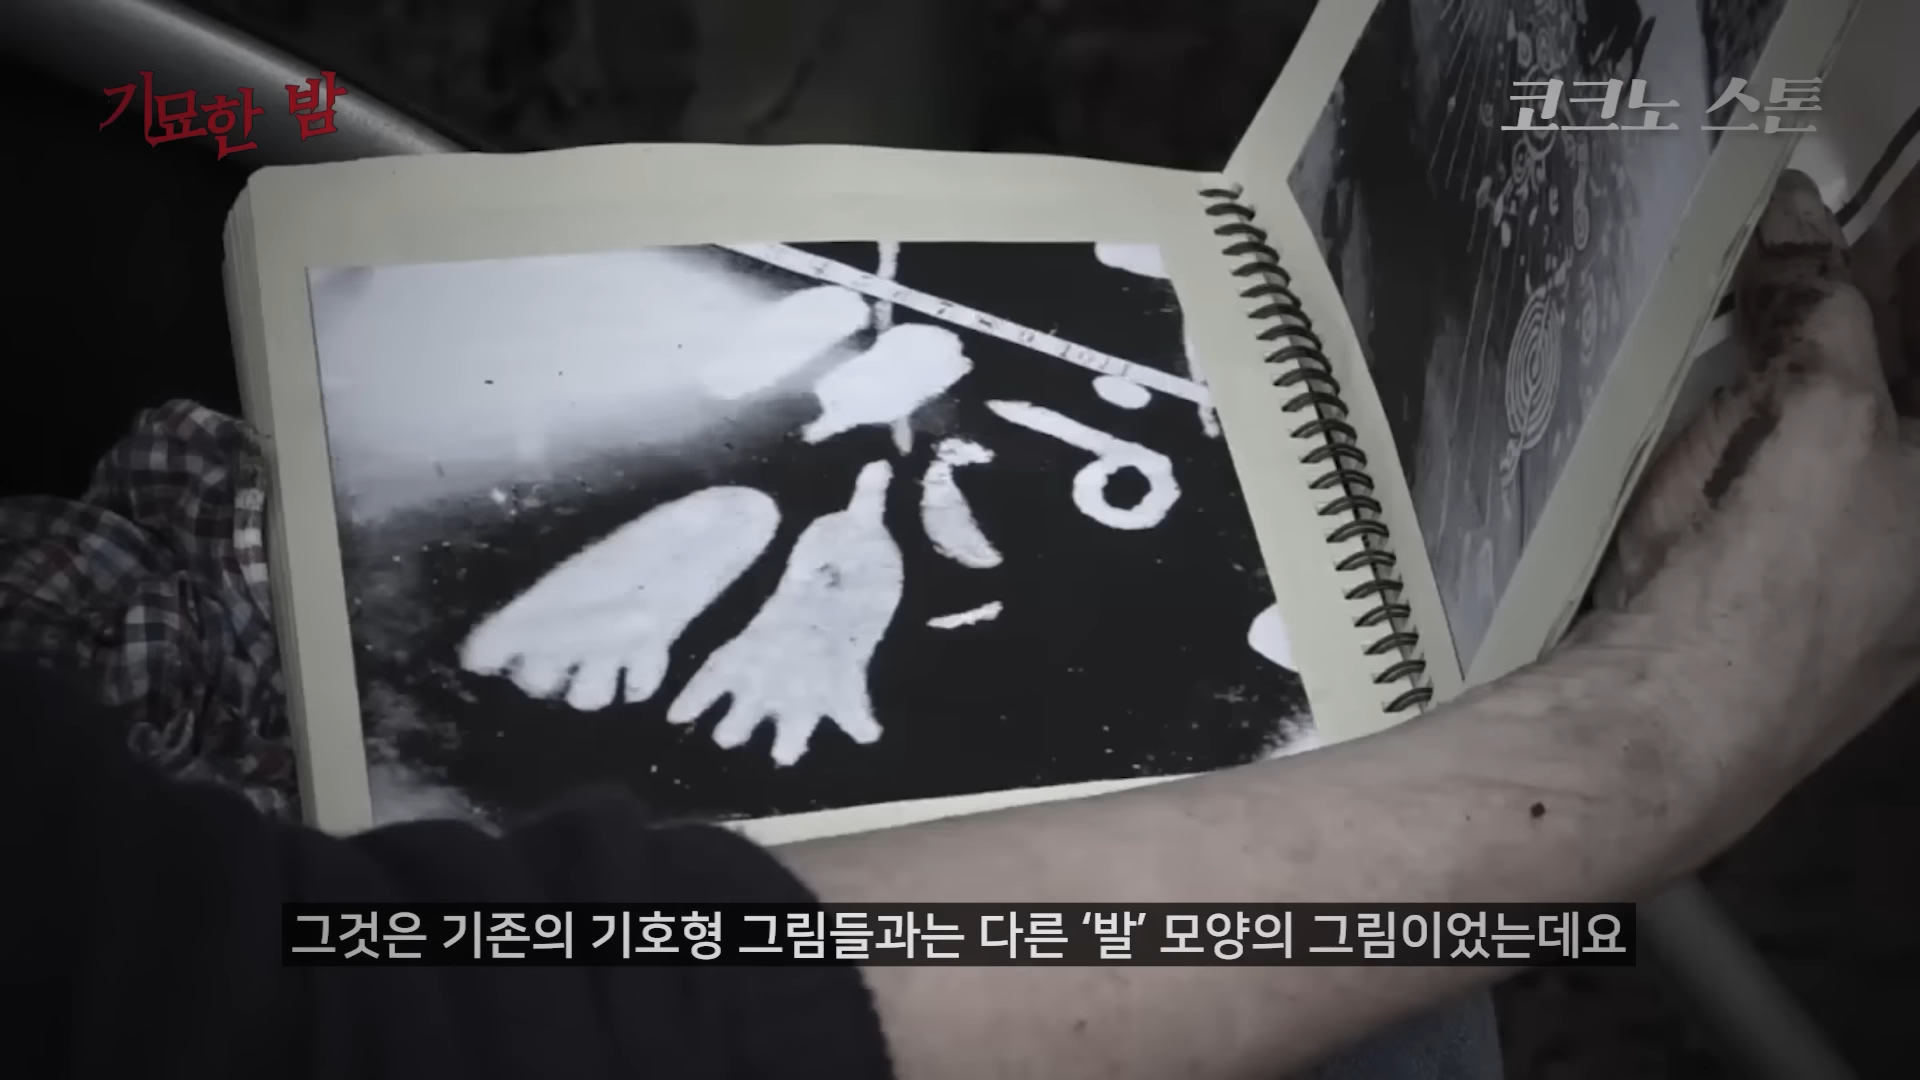 기묘한 밤
코크노 스톤
그것은 기존의 기호형 그림들과는 다른 ‘발’ 모양의 그림이었는데요